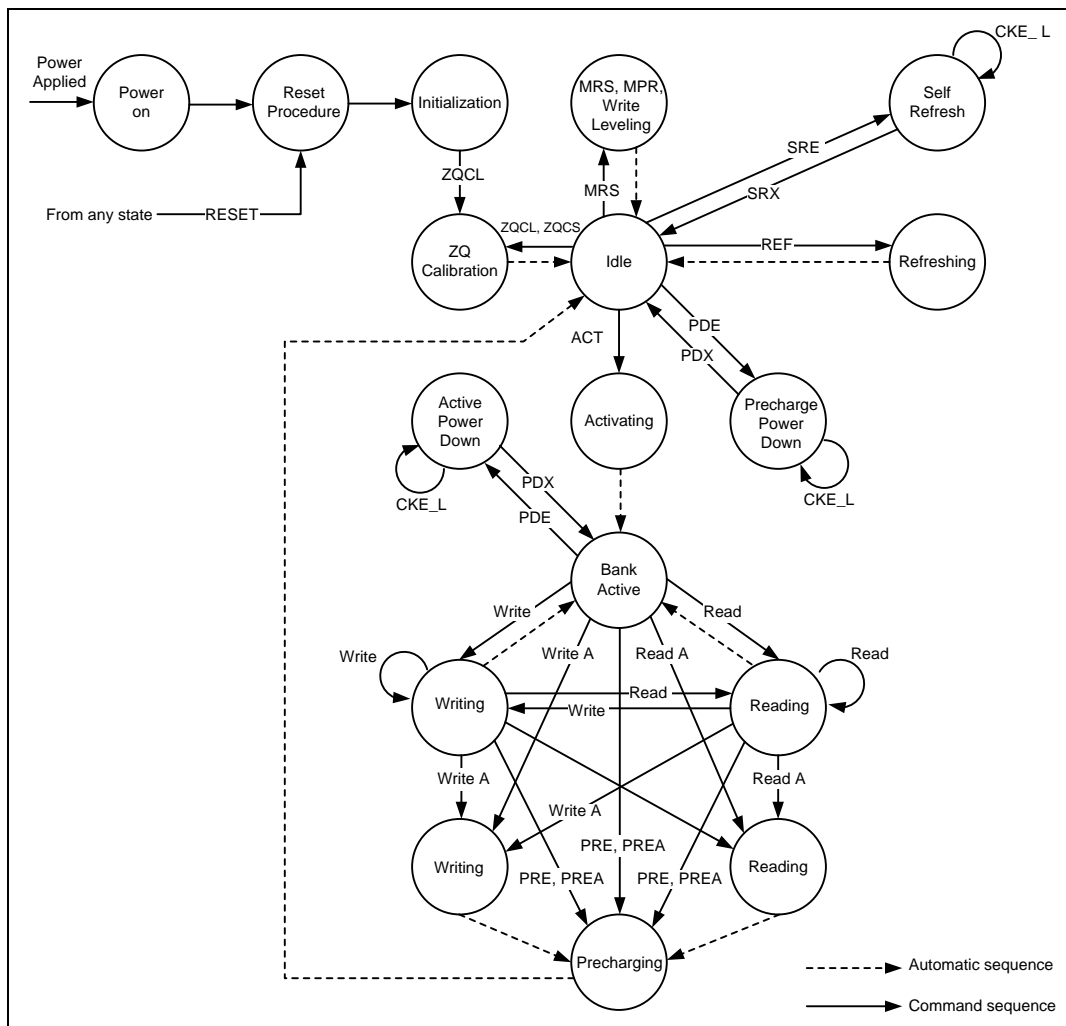 Power
Applied
Power
on
Reset
Procedure
Initialization
MRS, MPR,
Write
Leveling
CKE_ L
Self
Refresh
SRE
SRX
ZQCL
MRS
From any state
RESET
ZQCL, ZQCS
ZQ
Calibration
Idle
REF
Refreshing
PDE
PDX
ACT
Active
Power
Down
Activating
Precharge
Power
Down
CKE_L
PDX
PDE
CKE_L
Bank
Active
Write
Read
Write
Write A
Read A
Read
Writing
Read
Write
Reading
Write A
Write A
Read A
Writing
PRE, PREA
Reading
PRE, PREA
PRE, PREA
Precharging
Automatic sequence
Command sequence